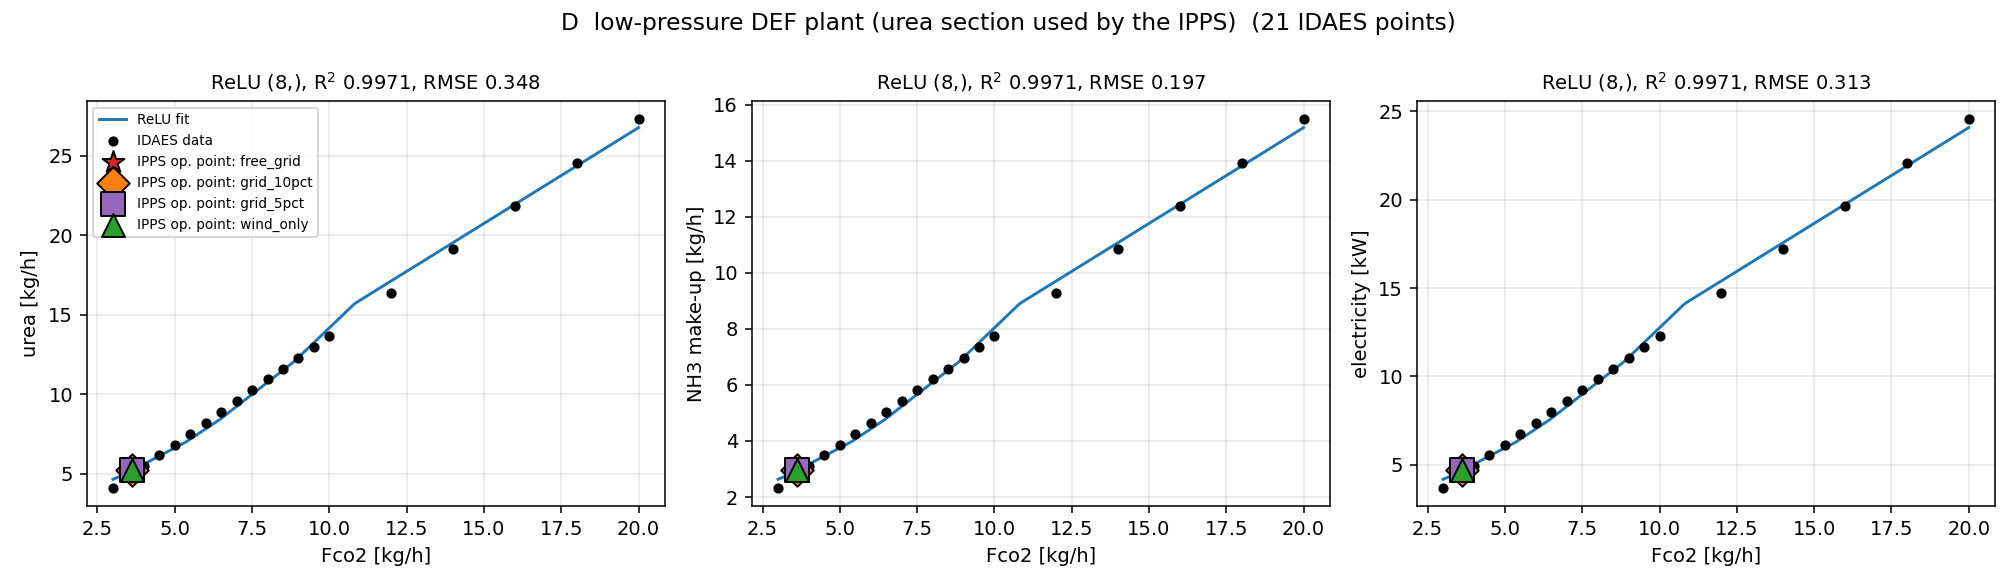 D  low-pressure DEF plant (urea section used by the IPPS)  (21 IDAES points)
ReLU (8,), R² 0.9971, RMSE 0.348
ReLU fit
IDAES data
IPPS op. point: free_grid
IPPS op. point: grid_10pct
IPPS op. point: grid_5pct
IPPS op. point: wind_only
urea [kg/h]
25
20
15
10
5
2.5 5.0 7.5 10.0 12.5 15.0 17.5 20.0
Fco2 [kg/h]
ReLU (8,), R² 0.9971, RMSE 0.197
NH3 make-up [kg/h]
16
14
12
10
8
6
4
2
2.5 5.0 7.5 10.0 12.5 15.0 17.5 20.0
Fco2 [kg/h]
ReLU (8,), R² 0.9971, RMSE 0.313
electricity [kW]
25
20
15
10
5
2.5 5.0 7.5 10.0 12.5 15.0 17.5 20.0
Fco2 [kg/h]